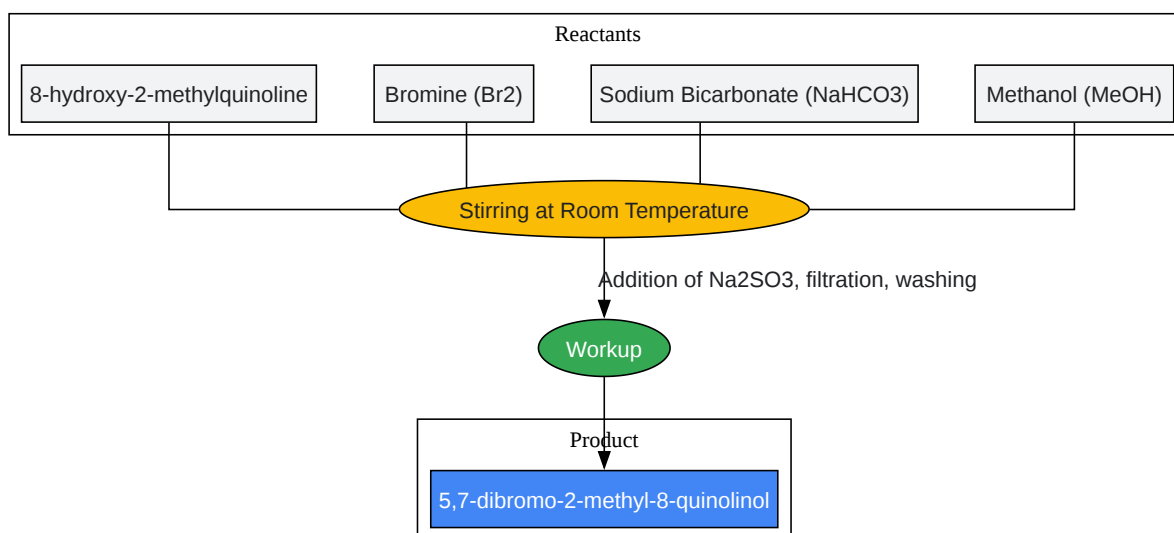 Reactants
8-hydroxy-2-methylquinoline
Bromine (Br2)
Sodium Bicarbonate (NaHCO3)
Methanol (MeOH)
Stirring at Room Temperature
Addition of Na2SO3, filtration, washing
Workup
Product
5,7-dibromo-2-methyl-8-quinolinol